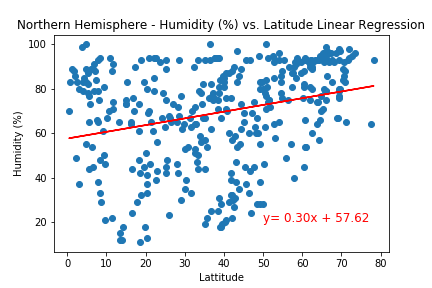 Northern Hemisphere - Humidity (%) vs. Latitude Linear Regression
100
80
60
40
20
Humidity (%)
y= 0.30x + 57.62
0 10 20 30 40 50 60 70 80
Lattitude